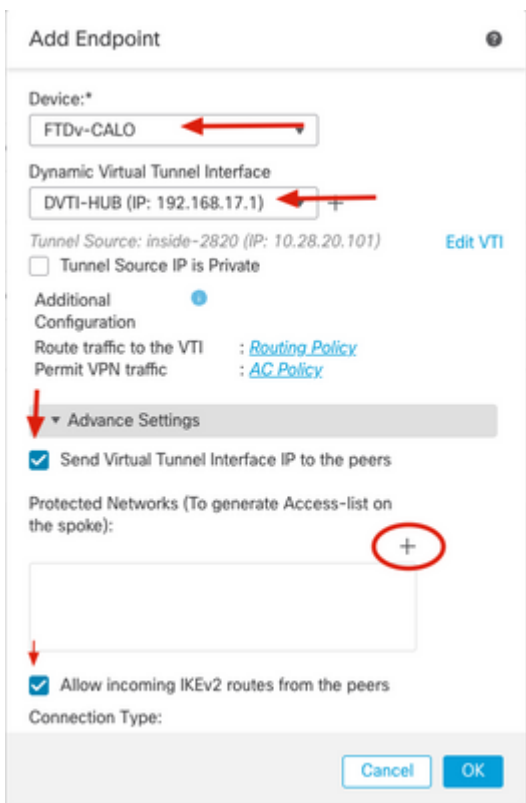 Add Endpoint
Device:*
FTDv-CALO
Dynamic Virtual Tunnel Interface
DVTI-HUB (IP: 192.168.17.1)
Tunnel Source: inside-2820 (IP: 10.28.20.101) Edit VTI
Tunnel Source IP is Private
Additional
Configuration
Route traffic to the VTI : Routing Policy
Permit VPN traffic : AC Policy
Advance Settings
Send Virtual Tunnel Interface IP to the peers
Protected Networks (To generate Access-list on
the spoke):
Allow incoming IKEv2 routes from the peers
Connection Type:
Cancel OK